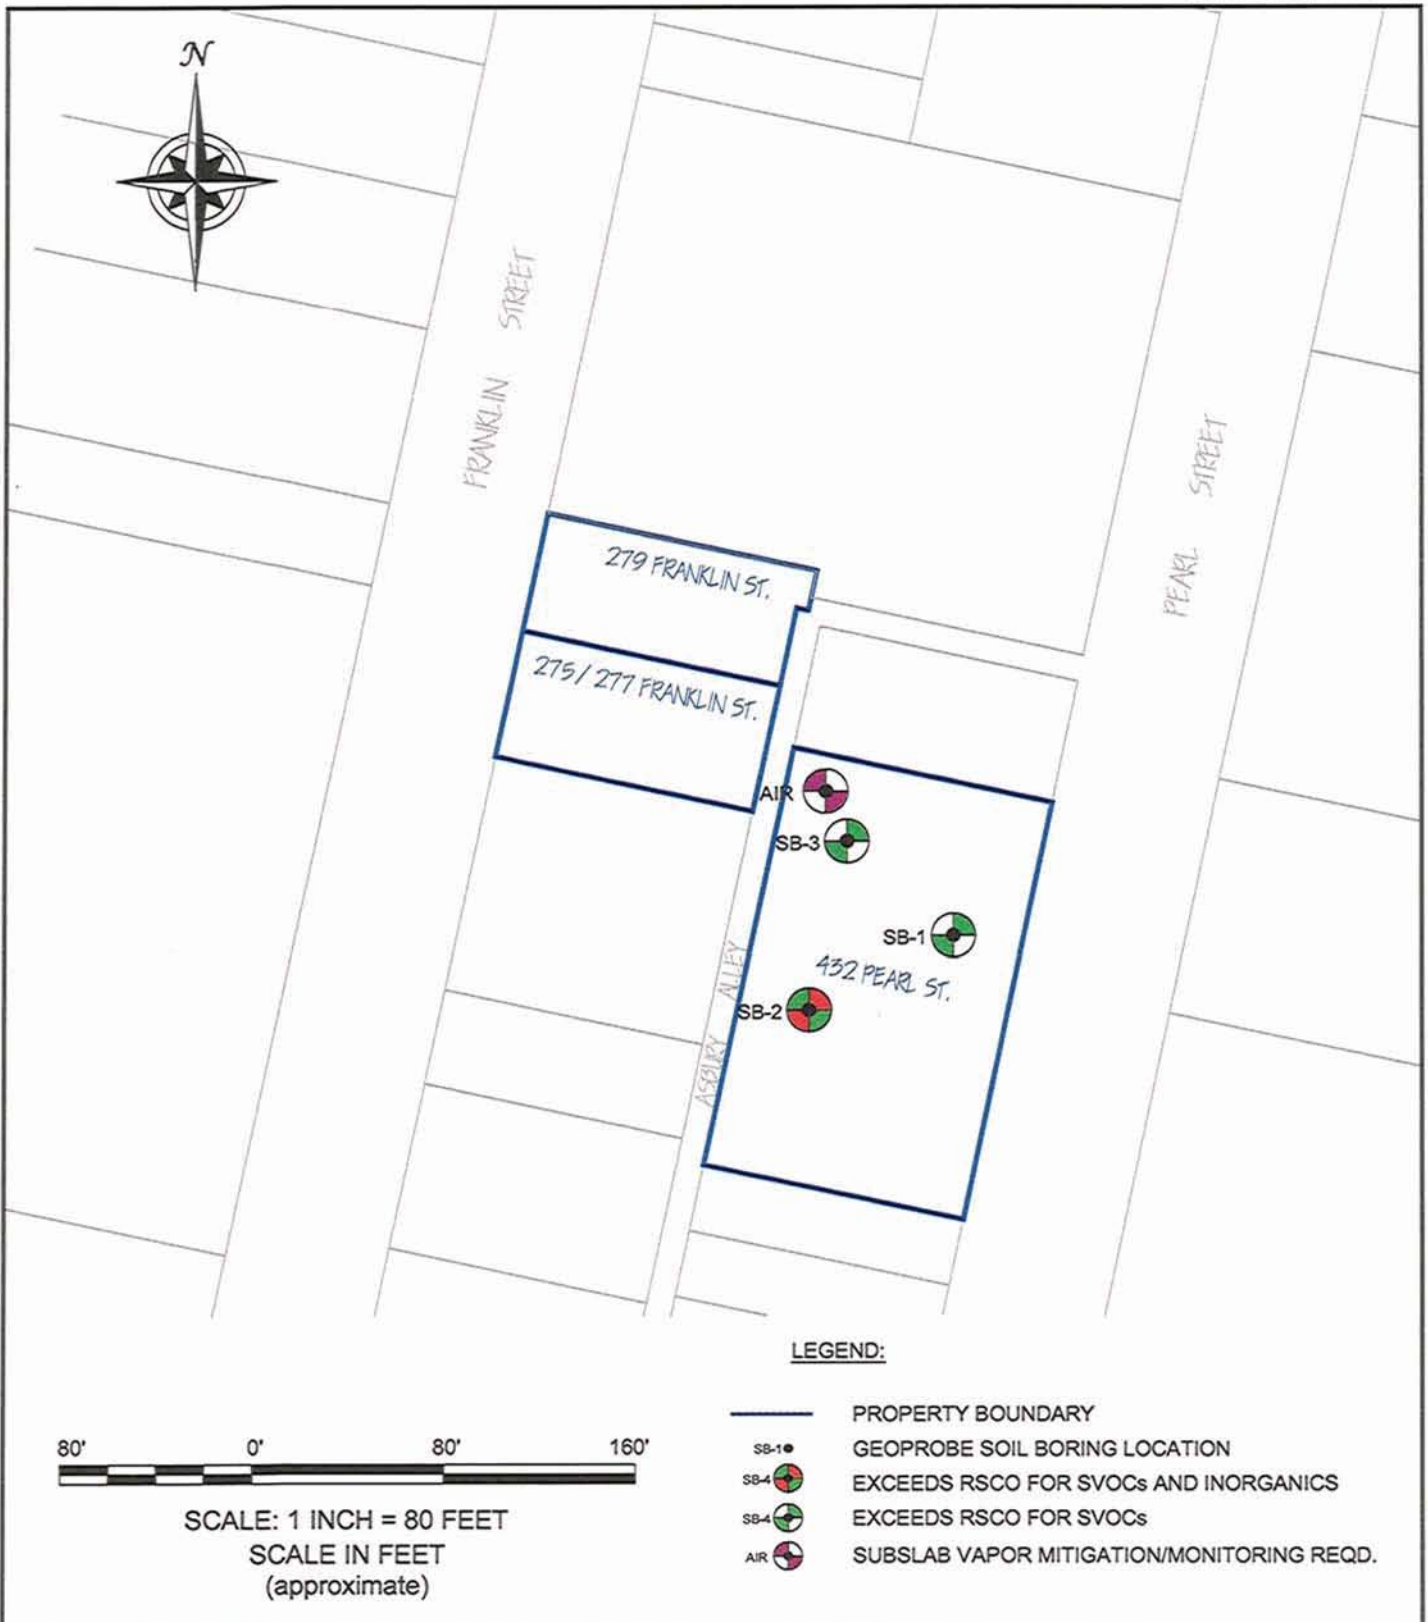 N
FRANKLIN STREET
PEARL STREET
279 FRANKLIN ST.
275/277 FRANKLIN ST.
AIR
SB-3
SB-1
432 PEARL ST.
SB-2
ASBURY ALLEY
LEGEND:
PROPERTY BOUNDARY
SB-1 GEOPROBE SOIL BORING LOCATION
SB-4 EXCEEDS RSCO FOR SVOCs AND INORGANICS
SB-4 EXCEEDS RSCO FOR SVOCs
AIR SUBSLAB VAPOR MITIGATION/MONITORING REQD.
80' 0' 80' 160'
SCALE: 1 INCH = 80 FEET
SCALE IN FEET
(approximate)